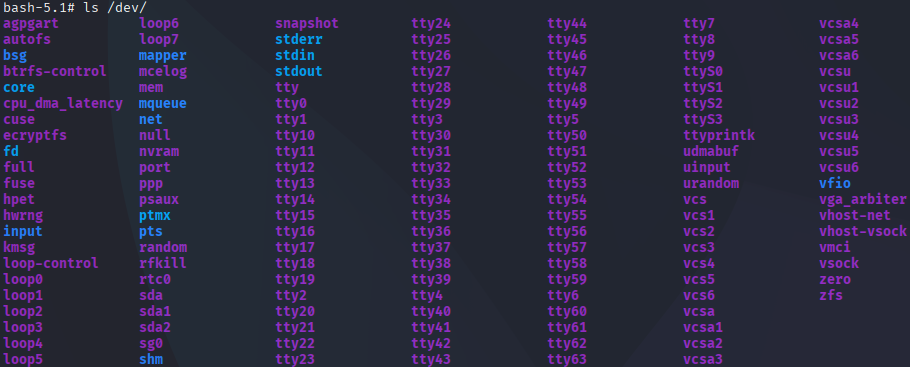 bash-5.1# ls /dev/
agpgart loop6 snapshot tty24 tty44 tty7 vcsa4
autofs loop7 stderr tty25 tty45 tty8 vcsa5
bsg mapper stdin tty26 tty46 tty9 vcsa6
btrfs-control mcelog stdout tty27 tty47 ttyS0 vcsu
core mem tty tty28 tty48 ttyS1 vcsu1
cpu_dma_latency mqueue tty0 tty29 tty49 ttyS2 vcsu2
cuse net tty1 tty3 tty5 ttyS3 vcsu3
ecryptfs null tty10 tty30 tty50 ttyprintk vcsu4
fd nvram tty11 tty31 tty51 udmabuf vcsu5
full port tty12 tty32 tty52 uinput vcsu6
fuse ppp tty13 tty33 tty53 urandom vfio
hpet psaux tty14 tty34 tty54 vcs vga_arbiter
hwrng ptmx tty15 tty35 tty55 vcs1 vhost-net
input pts tty16 tty36 tty56 vcs2 vhost-vsock
kmsg random tty17 tty37 tty57 vcs3 vmci
loop-control rfkill tty18 tty38 tty58 vcs4 vsock
loop0 rtc0 tty19 tty39 tty59 vcs5 zero
loop1 sda tty2 tty4 tty6 vcs6 zfs
loop2 sda1 tty20 tty40 tty60 vcsa
loop3 sda2 tty21 tty41 tty61 vcsa1
loop4 sg0 tty22 tty42 tty62 vcsa2
loop5 shm tty23 tty43 tty63 vcsa3